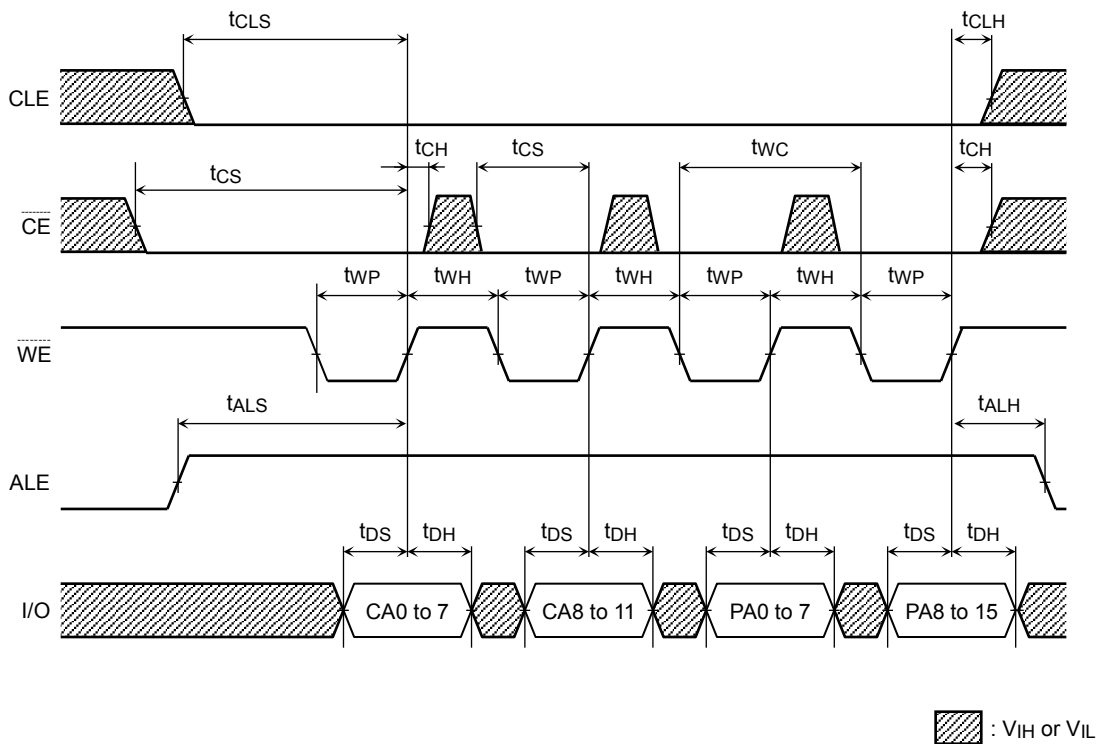 tCLS
tCLH
CLE
tCH
tCS
tWC
tCH
tCS
CE
tWP
tWH
tWP
tWH
tWP
tWH
tWP
WE
tALS
tALH
ALE
tDS
tDH
tDS
tDH
tDS
tDH
tDS
tDH
I/O
CA0 to 7
CA8 to 11
PA0 to 7
PA8 to 15
: VIH or VIL